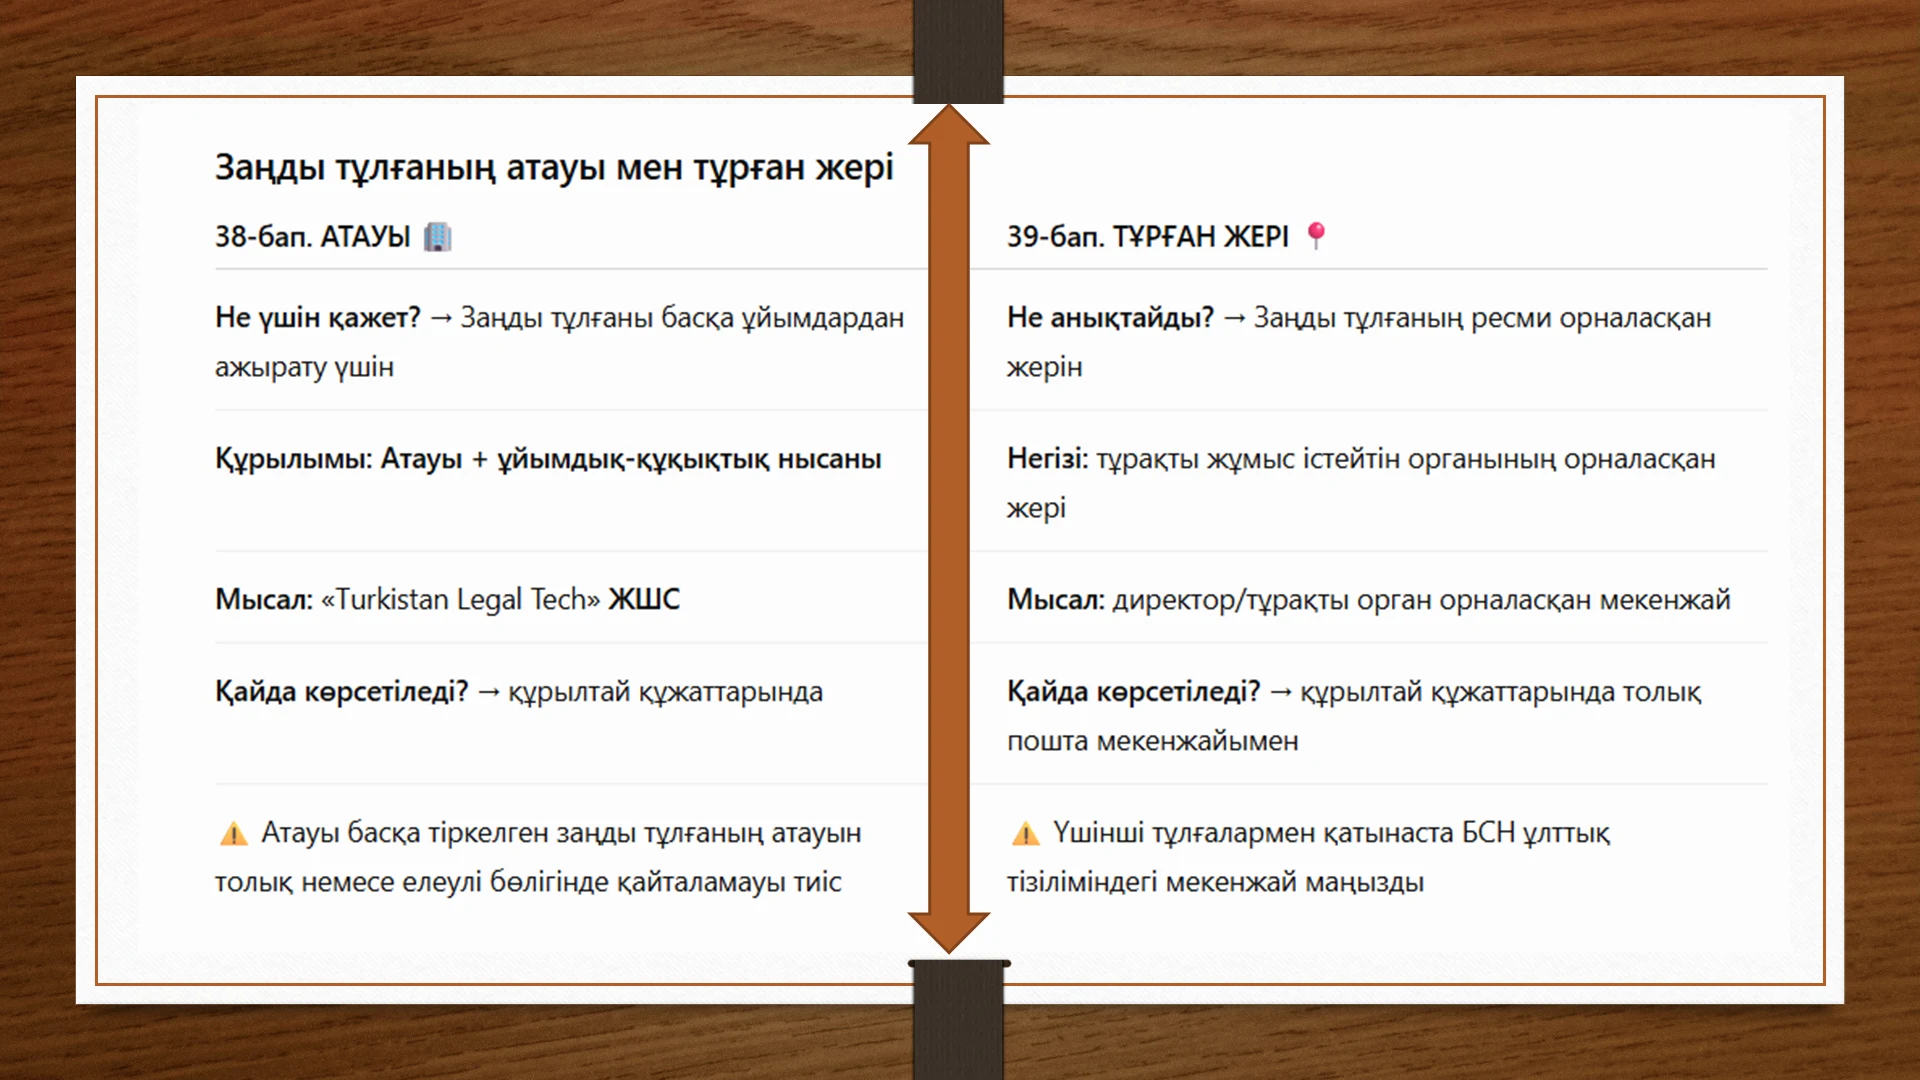 Заңды тұлғаның атауы мен тұрған жері
38-бап. АТАУЫ 🏢
Не үшін қажет? → Заңды тұлғаны басқа ұйымдардан
ажырату үшін
Құрылымы: Атауы + ұйымдық-құқықтық нысаны
Мысал: «Turkistan Legal Tech» ЖШС
Қайда көрсетіледі? → құрылтай құжаттарында
⚠️ Атауы басқа тіркелген заңды тұлғаның атауын
толық немесе елеулі бөлігінде қайталамауы тиіс
39-бап. ТҰРҒАН ЖЕРІ 📍
Не анықтайды? → Заңды тұлғаның ресми орналасқан
жерін
Негізі: тұрақты жұмыс істейтін органының орналасқан
жері
Мысал: директор/тұрақты орган орналасқан мекенжай
Қайда көрсетіледі? → құрылтай құжаттарында толық
пошта мекенжайымен
⚠️ Үшінші тұлғалармен қатынаста БСН ұлттық
тізіліміндегі мекенжай маңызды